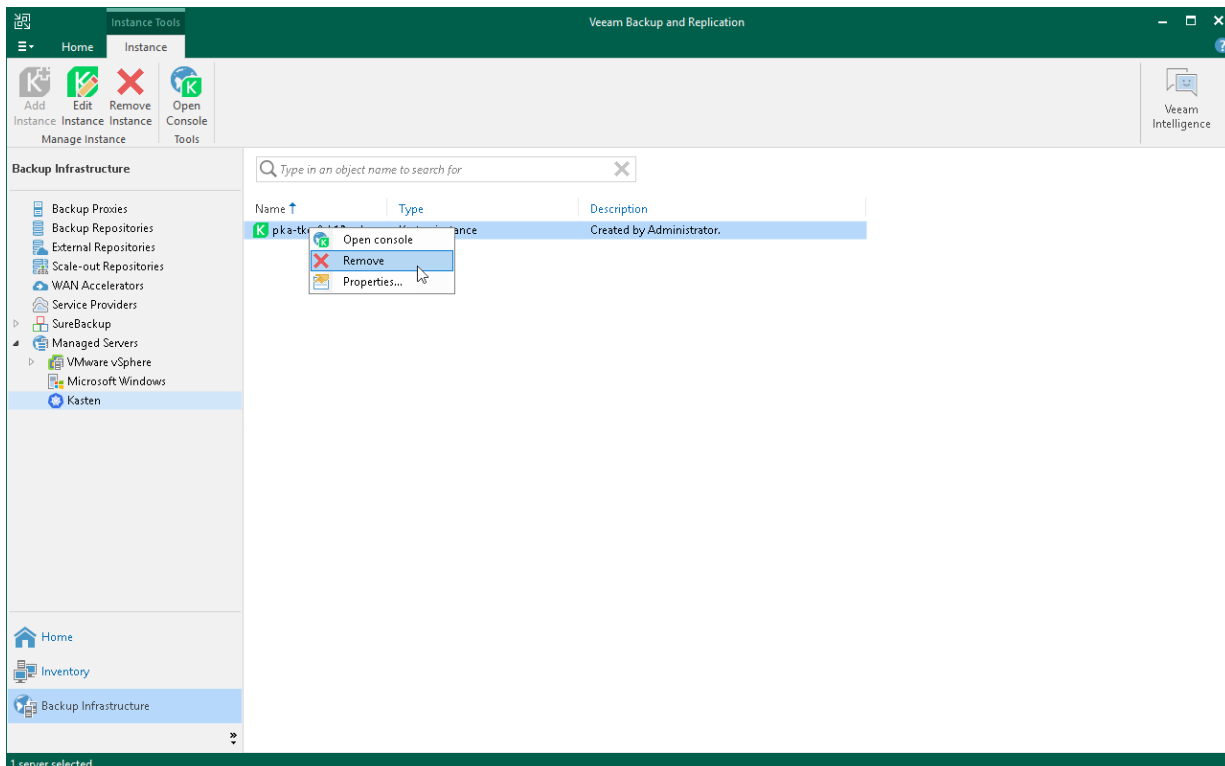 Instance Tools
Veeam Backup and Replication
Home
Instance
Add Instance
Edit Instance
Remove Instance
Open Console
Manage Instance
Tools
Veeam Intelligence
Backup Infrastructure
Type in an object name to search for
Backup Proxies
Backup Repositories
External Repositories
Scale-out Repositories
WAN Accelerators
Service Providers
SureBackup
Managed Servers
VMware vSphere
Microsoft Windows
Kasten
Name
Type
Description
Created by Administrator.
Open console
Remove
Properties...
Home
Inventory
Backup Infrastructure
1 server selected